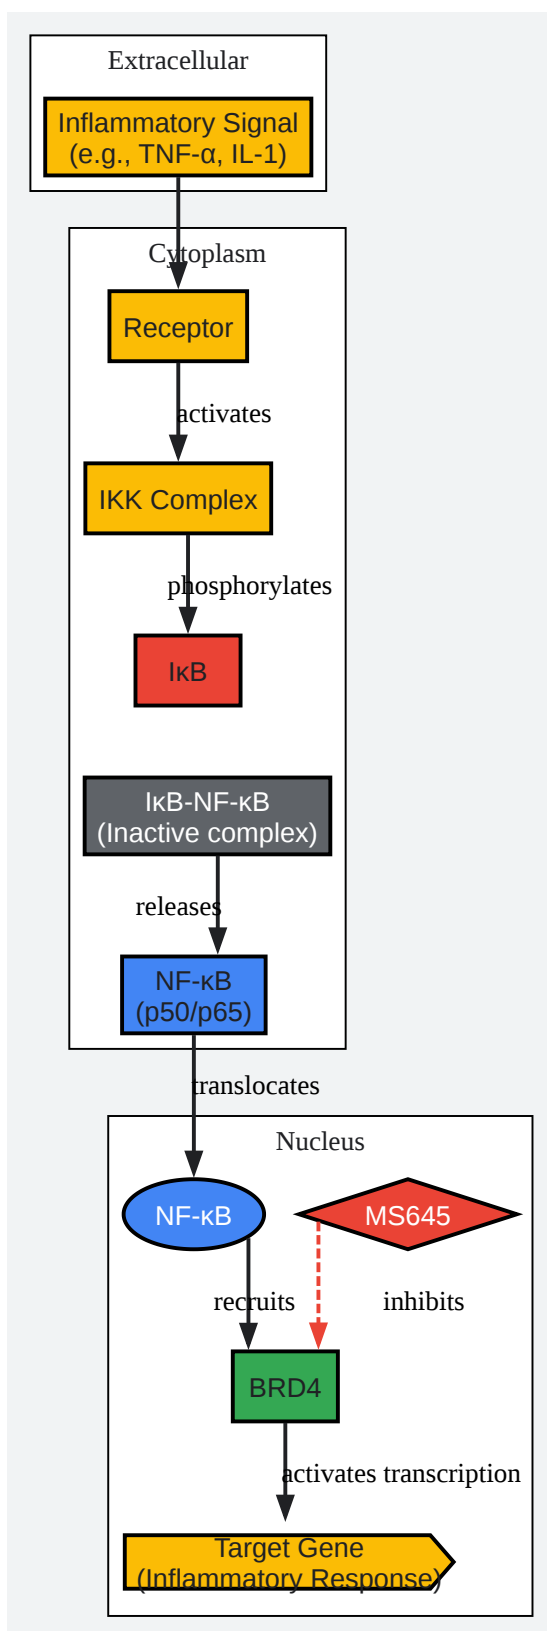 Extracellular
Inflammatory Signal
(e.g., TNF-α, IL-1)
Cytoplasm
Receptor
activates
IKK Complex
phosphorylates
IκB
IκB-NF-κB
(Inactive complex)
releases
NF-κB
(p50/p65)
translocates
Nucleus
NF-κB
MS645
recruits
inhibits
BRD4
activates transcription
Target Gene
(Inflammatory Response)